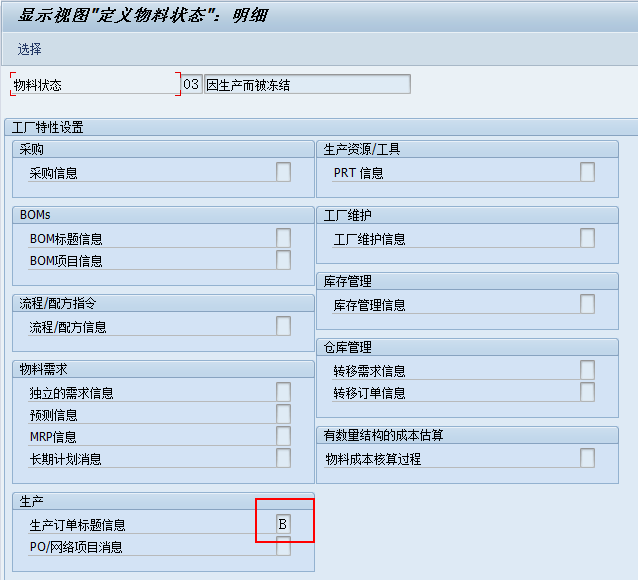 显示视图"定义物料状态"：明细
选择
物料状态 03 因生产而被冻结
工厂特性设置
采购
采购信息
BOMs
BOM标题信息
BOM项目信息
流程/配方指令
流程/配方信息
物料需求
独立的需求信息
预测信息
MRP信息
长期计划消息
生产
生产订单标题信息 B
PO/网络项目消息
生产资源/工具
PRT 信息
工厂维护
工厂维护信息
库存管理
库存管理信息
仓库管理
转移需求信息
转移订单信息
有数量结构的成本估算
物料成本核算过程